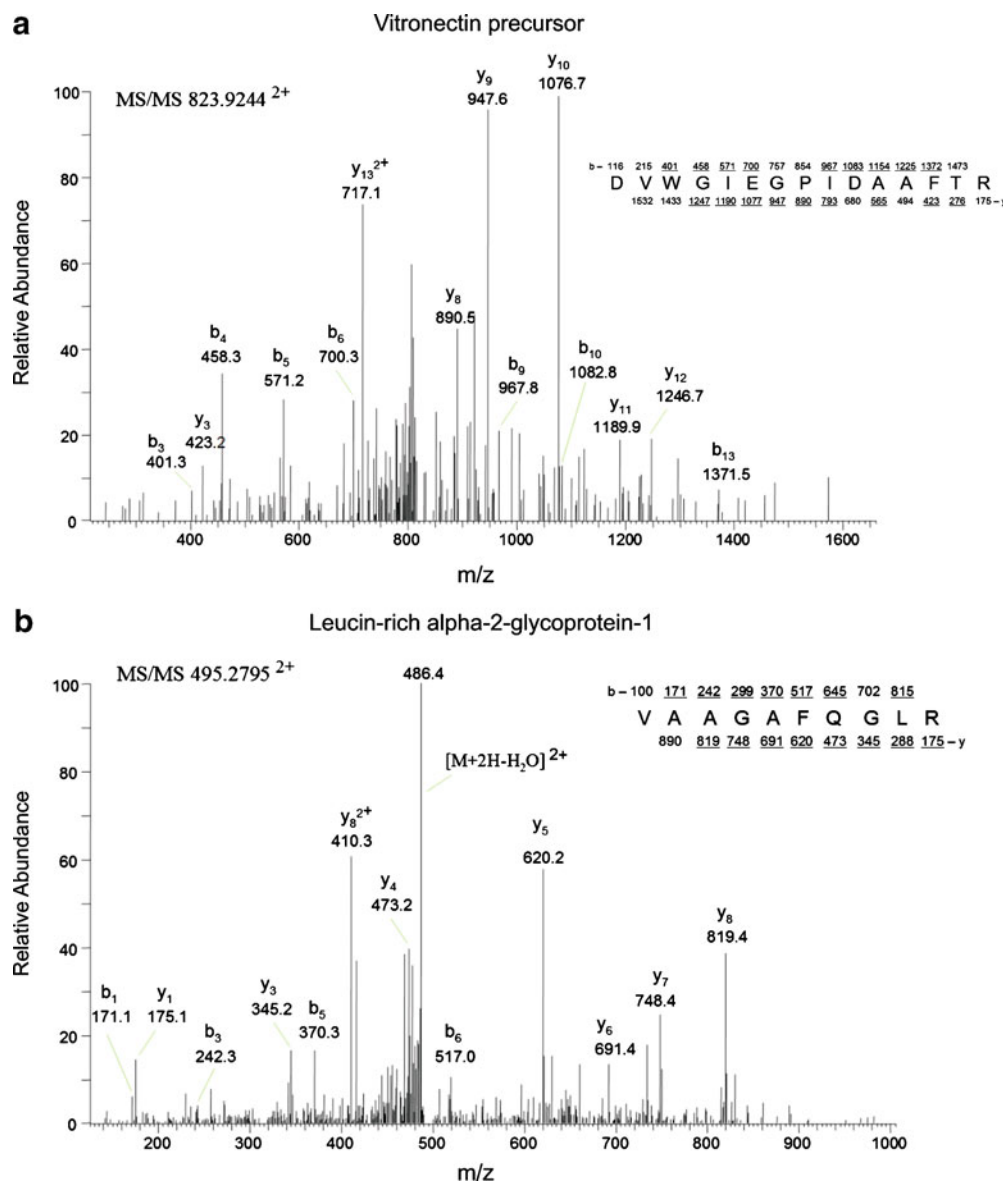 a
Vitronectin precursor
MS/MS 823.9244 2+
y10
1076.7
y9
947.6
y13 2+
717.1
b – 116 215 401 458 571 700 757 854 967 1083 1154 1225 1372 1473
D V W G I E G P I D A A F T R
1532 1433 1247 1190 1077 947 890 793 680 565 494 423 276 175 – y
y8
890.5
b4
458.3
b5
571.2
b6
700.3
b9
967.8
b10
1082.8
y12
1246.7
y11
1189.9
y3
423.2
b3
401.3
b13
1371.5
Relative Abundance
100
80
60
40
20
0
400 600 800 1000 1200 1400 1600
m/z
b
Leucin-rich alpha-2-glycoprotein-1
MS/MS 495.2795 2+
486.4
b – 100 171 242 299 370 517 645 702 815
V A A G A F Q G L R
890 819 748 691 620 473 345 288 175 – y
[M+2H-H2O] 2+
y8 2+
410.3
y5
620.2
y4
473.2
y8
819.4
y7
748.4
y6
691.4
y3
345.2
b5
370.3
b6
517.0
b1
171.1
y1
175.1
b3
242.3
Relative Abundance
100
80
60
40
20
0
200 300 400 500 600 700 800 900 1000
m/z